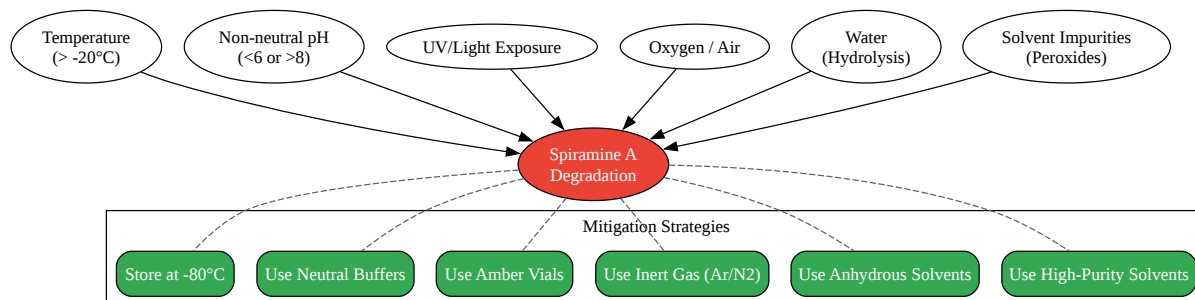 Temperature
(> -20°C)
Non-neutral pH
(<6 or >8)
UV/Light Exposure
Oxygen / Air
Water
(Hydrolysis)
Solvent Impurities
(Peroxides)
Spiramine A
Degradation
Mitigation Strategies
Store at -80°C
Use Neutral Buffers
Use Amber Vials
Use Inert Gas (Ar/N2)
Use Anhydrous Solvents
Use High-Purity Solvents